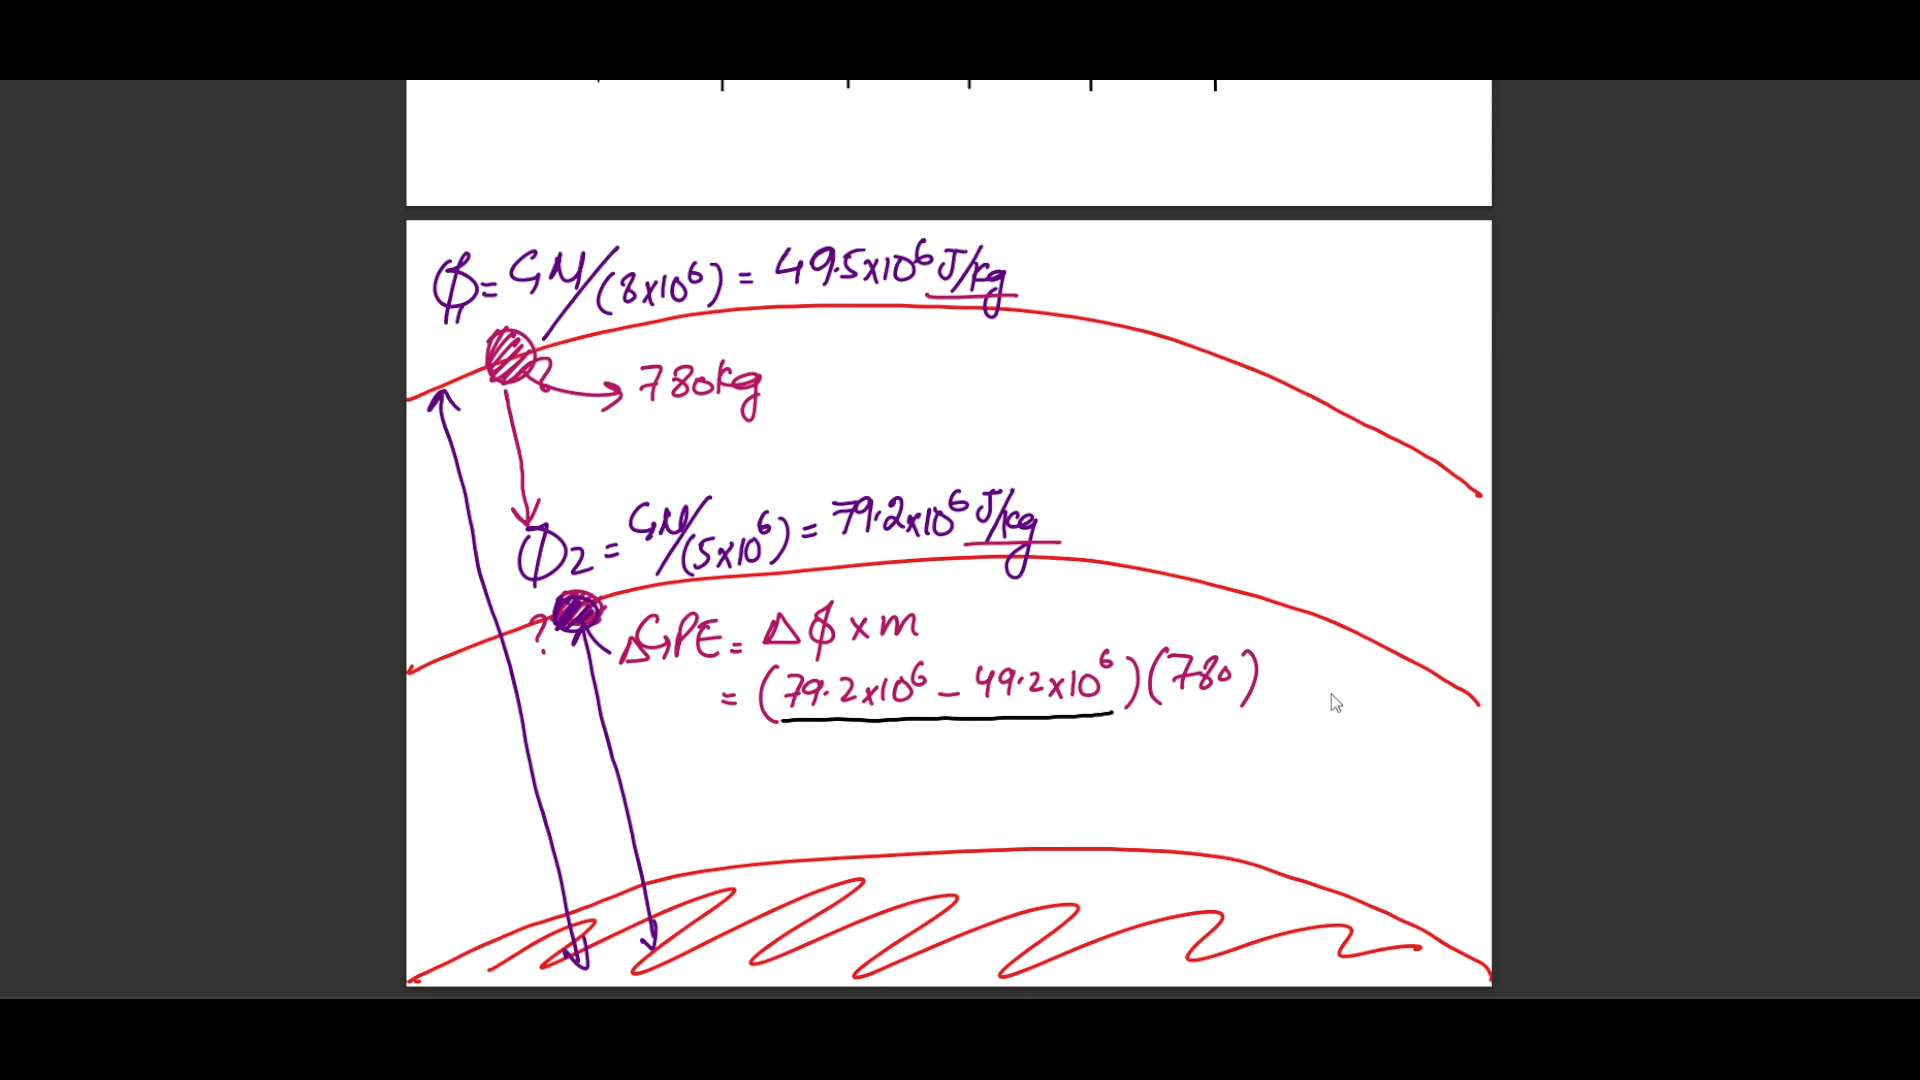 φ = GM/(8x10⁶) = 49.5x10⁶ J/kg
780kg
φ₂ = GM/(5x10⁶) = 79.2x10⁶ J/kg
?
ΔGPE = Δφ x m
= (79.2x10⁶ - 49.2x10⁶)(780)